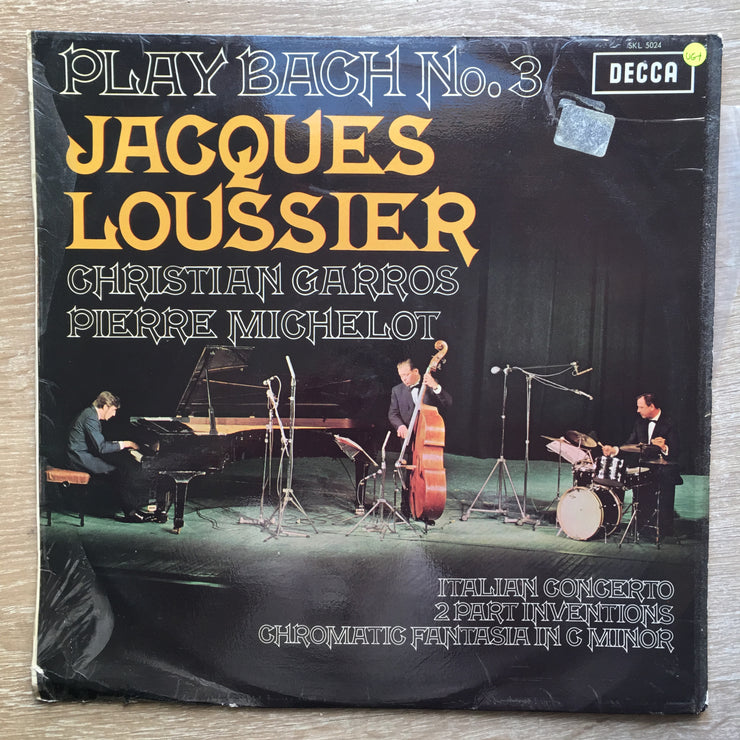 SKL 5024
PLAY BACH No. 3
DECCA
VG+
JACQUES
LOUSSIER
CHRISTIAN GARROS
PIERRE MICHELOT
ITALIAN CONCERTO
2 PART INVENTIONS
CHROMATIC FANTASIA IN C MINOR